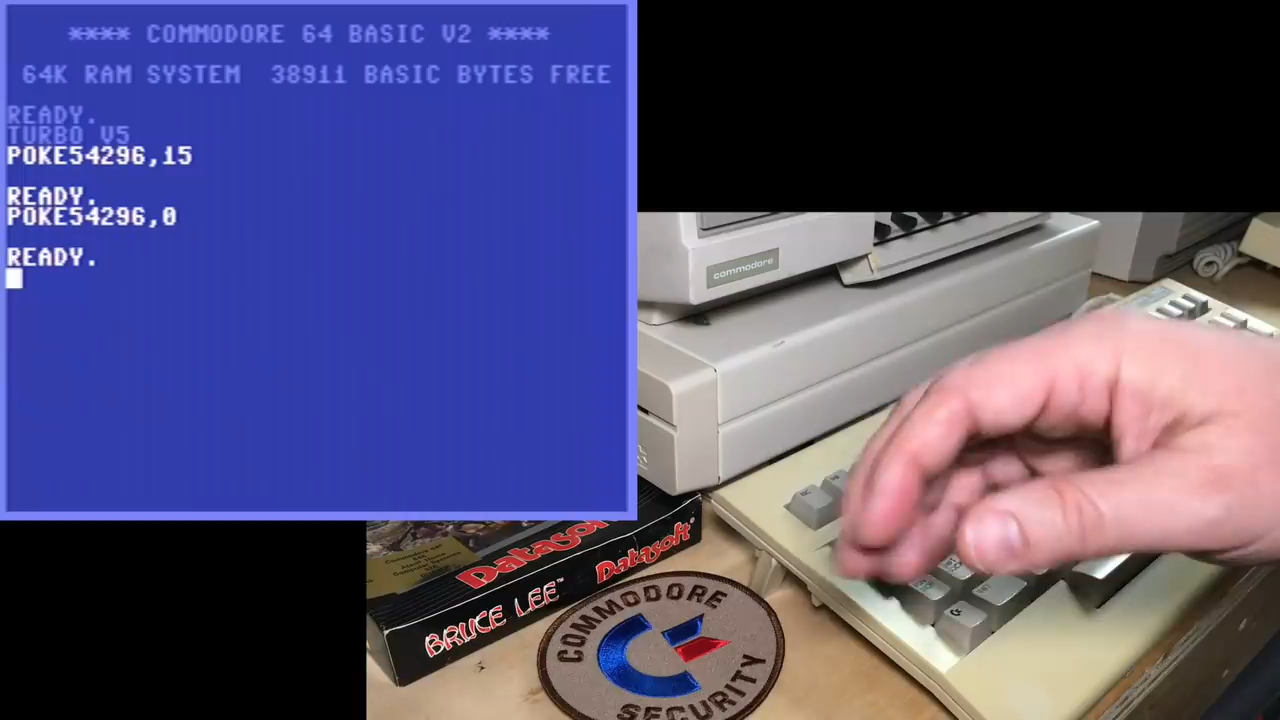 **** COMMODORE 64 BASIC V2 ****
64K RAM SYSTEM  38911 BASIC BYTES FREE
READY.
TURBO V5
POKE54296,15
READY.
POKE54296,0
READY.
commodore
Datasoft
Datasoft
BRUCE LEE™
COMMODORE
SECURITY